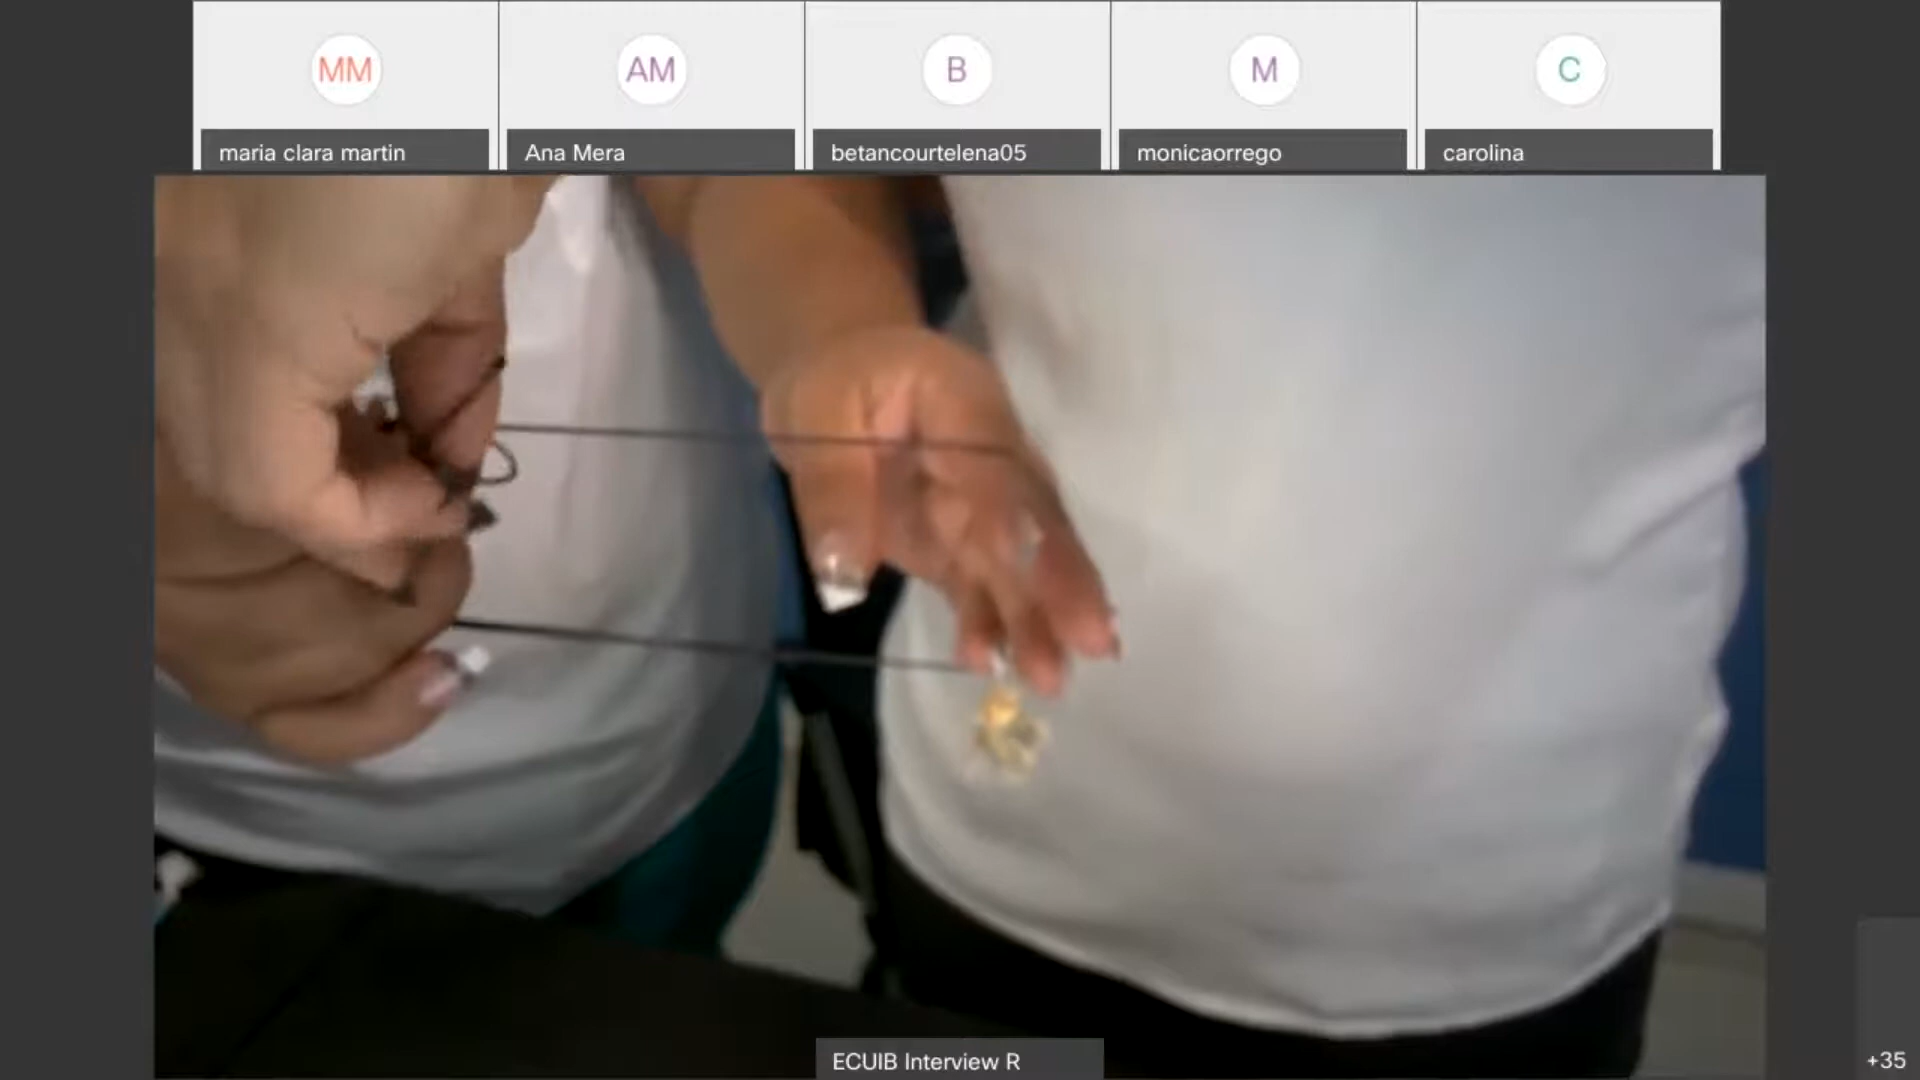 MM
AM
B
M
C
maria clara martin
Ana Mera
betancourtelena05
monicaorrego
carolina
ECUIB Interview R
+35